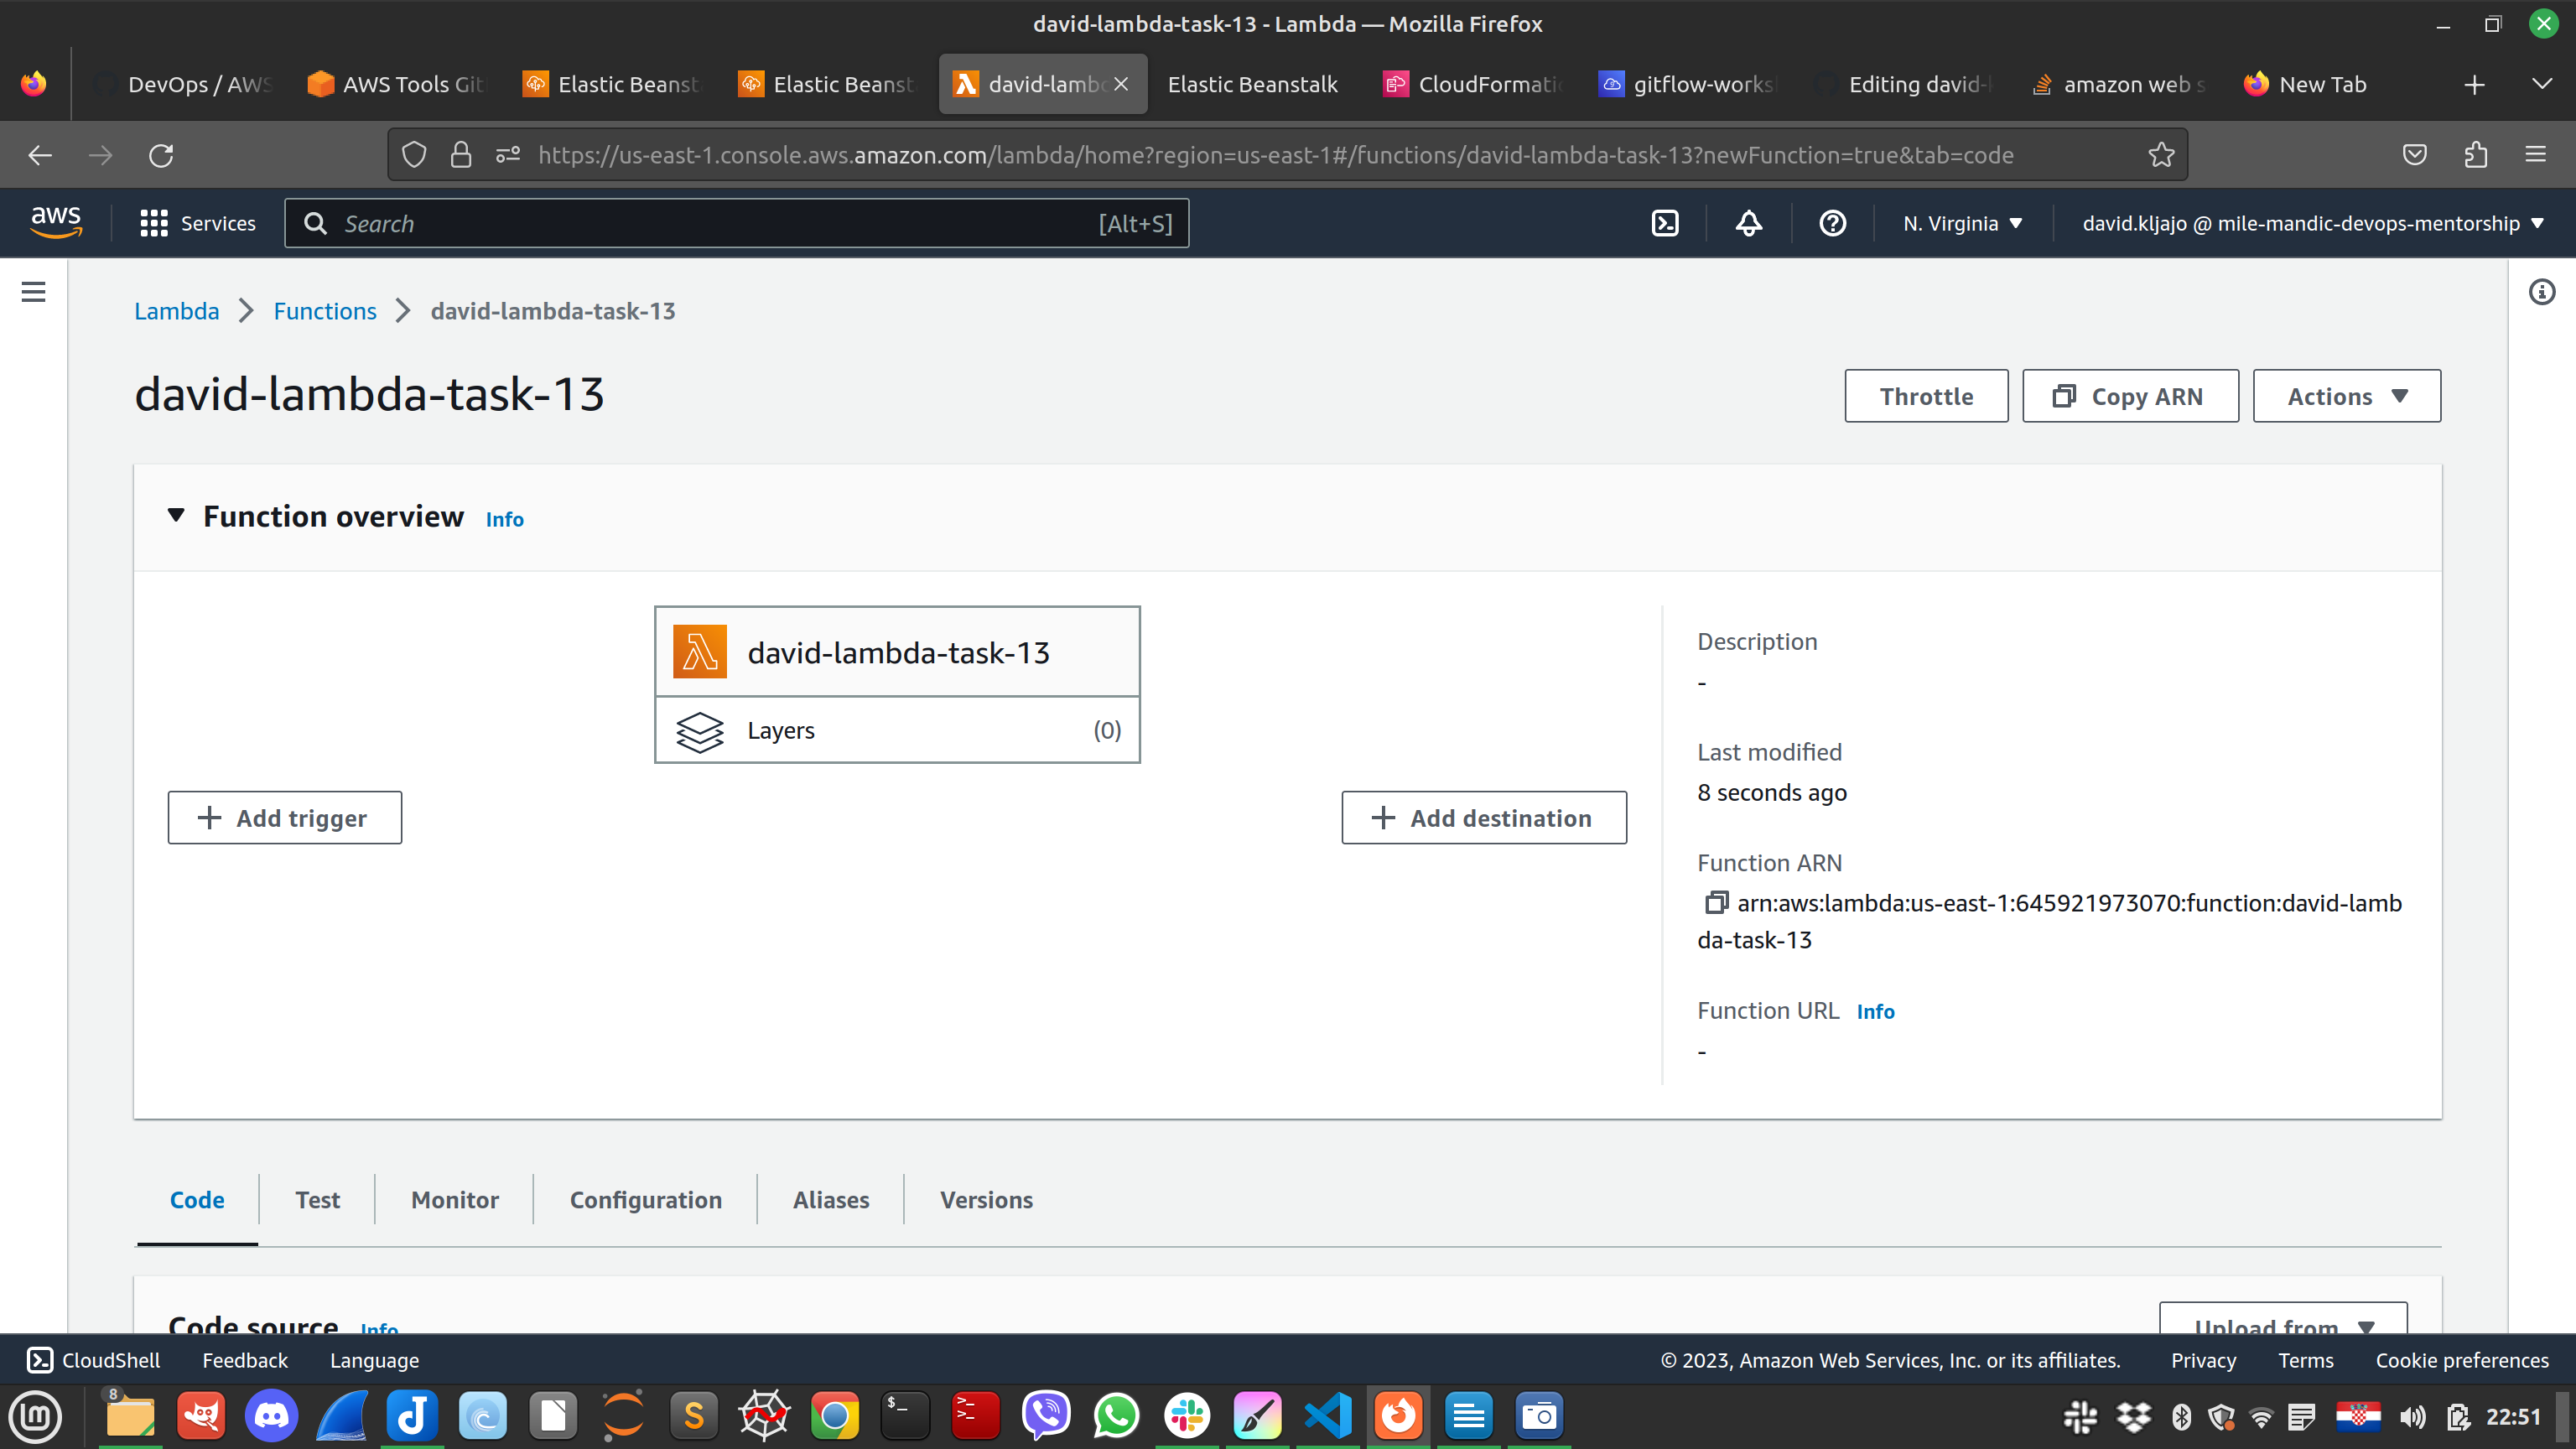 david-lambda-task-13 - Lambda — Mozilla Firefox
DevOps / AWS
AWS Tools Git
Elastic Beanst
Elastic Beanst
david-lambd
Elastic Beanstalk
CloudFormatio
gitflow-works
Editing david-k
amazon web s
New Tab
https://us-east-1.console.aws.amazon.com/lambda/home?region=us-east-1#/functions/david-lambda-task-13?newFunction=true&tab=code
aws
Services
Search
[Alt+S]
N. Virginia
david.kljajo @ mile-mandic-devops-mentorship
Lambda
Functions
david-lambda-task-13
david-lambda-task-13
Throttle
Copy ARN
Actions
Function overview Info
david-lambda-task-13
Layers (0)
Add trigger
Add destination
Description
-
Last modified
8 seconds ago
Function ARN
arn:aws:lambda:us-east-1:645921973070:function:david-lamb
da-task-13
Function URL Info
-
Code
Test
Monitor
Configuration
Aliases
Versions
Code source Info
Upload from
CloudShell
Feedback
Language
© 2023, Amazon Web Services, Inc. or its affiliates.
Privacy
Terms
Cookie preferences
8
22:51